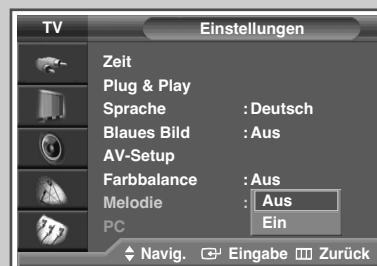 TV Einstellungen
Zeit
Plug & Play
Sprache : Deutsch
Blaues Bild : Aus
AV-Setup
Farbbalance : Aus
Melodie : Aus
PC Ein
Navig. Eingabe Zurück